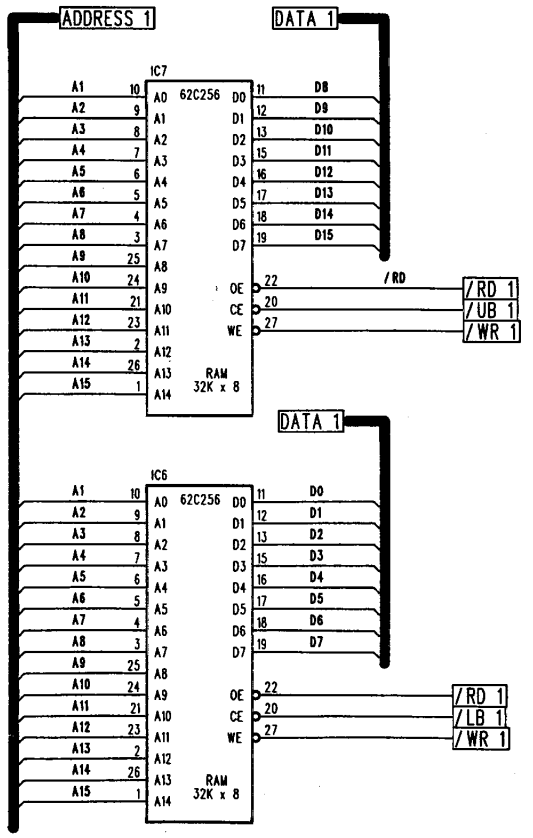 ADDRESS 1 DATA 1
IC7
A1 10 A0 62C256 D0 11 D8
A2 9 A1 D1 12 D9
A3 8 A2 D2 13 D10
A4 7 A3 D3 15 D11
A5 6 A4 D4 16 D12
A6 5 A5 D5 17 D13
A7 4 A6 D6 18 D14
A8 3 A7 D7 19 D15
A9 25 A8
A10 24 A9 OE 22 /RD /RD 1
A11 21 A10 CE 20 /UB 1
A12 23 A11 WE 27 /WR 1
A13 2 A12
A14 26 A13 RAM
A15 1 A14 32K x 8
DATA 1
IC6
A1 10 A0 62C256 D0 11 D0
A2 9 A1 D1 12 D1
A3 8 A2 D2 13 D2
A4 7 A3 D3 15 D3
A5 6 A4 D4 16 D4
A6 5 A5 D5 17 D5
A7 4 A6 D6 18 D6
A8 3 A7 D7 19 D7
A9 25 A8
A10 24 A9 OE 22 /RD 1
A11 21 A10 CE 20 /LB 1
A12 23 A11 WE 27 /WR 1
A13 2 A12
A14 26 A13 RAM
A15 1 A14 32K x 8